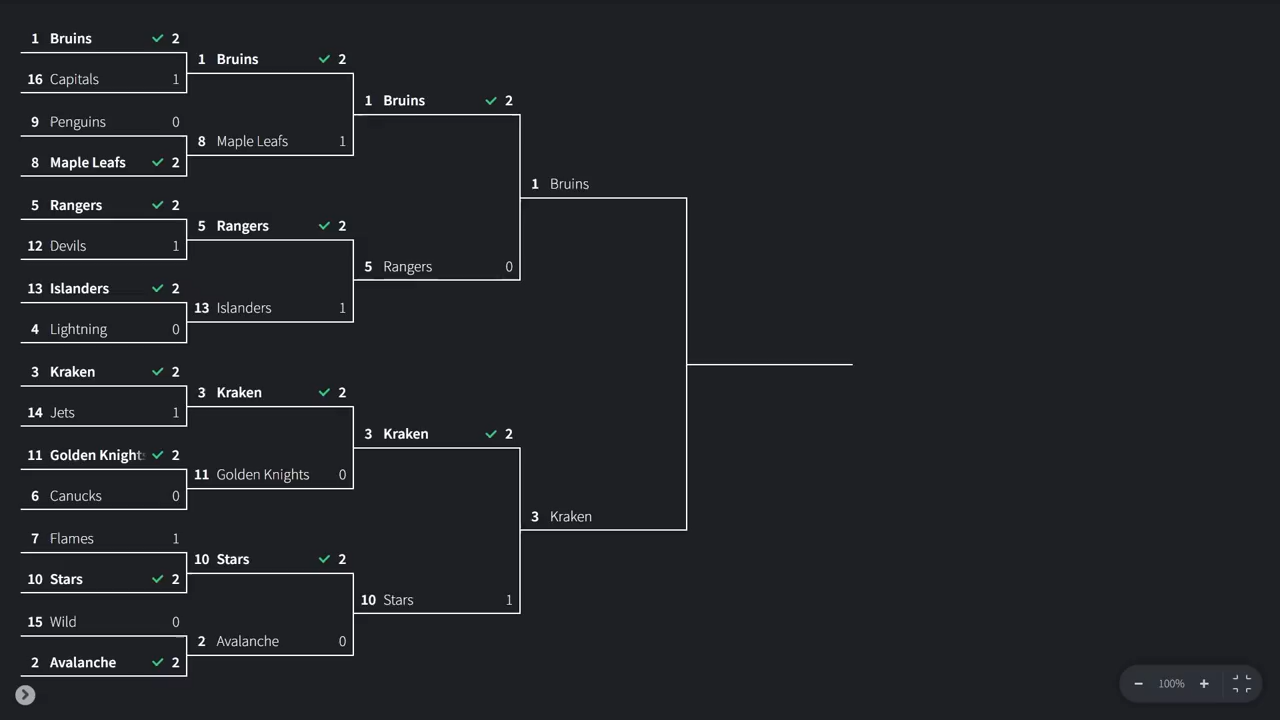 1 Bruins 2
16 Capitals 1
9 Penguins 0
8 Maple Leafs 2
5 Rangers 2
12 Devils 1
13 Islanders 2
4 Lightning 0
3 Kraken 2
14 Jets 1
11 Golden Knights 2
6 Canucks 0
7 Flames 1
10 Stars 2
15 Wild 0
2 Avalanche 2
1 Bruins 2
8 Maple Leafs 1
5 Rangers 2
13 Islanders 1
3 Kraken 2
11 Golden Knights 0
10 Stars 2
2 Avalanche 0
1 Bruins 2
5 Rangers 0
3 Kraken 2
10 Stars 1
1 Bruins
3 Kraken
− 100% +